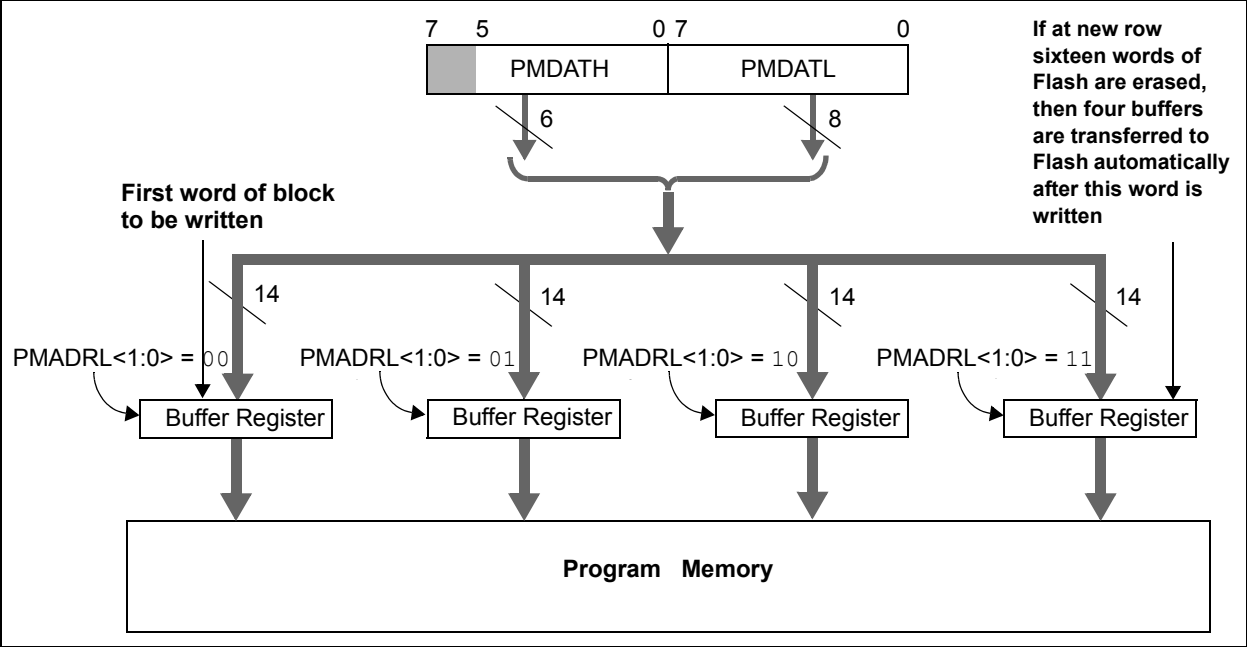 7 5 0 7 0
PMDATH PMDATL
6 8
If at new row
sixteen words of
Flash are erased,
then four buffers
are transferred to
Flash automatically
after this word is
written
First word of block
to be written
14 14 14 14
PMADRL<1:0> = 00 PMADRL<1:0> = 01 PMADRL<1:0> = 10 PMADRL<1:0> = 11
Buffer Register Buffer Register Buffer Register Buffer Register
Program Memory